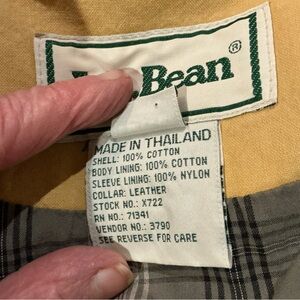 Bean®
MADE IN THAILAND
SHELL: 100% COTTON
BODY LINING: 100% COTTON
SLEEVE LINING: 100% NYLON
COLLAR: LEATHER
STOCK NO.: X722
RN NO.: 71341
VENDOR NO.: 3790
SEE REVERSE FOR CARE